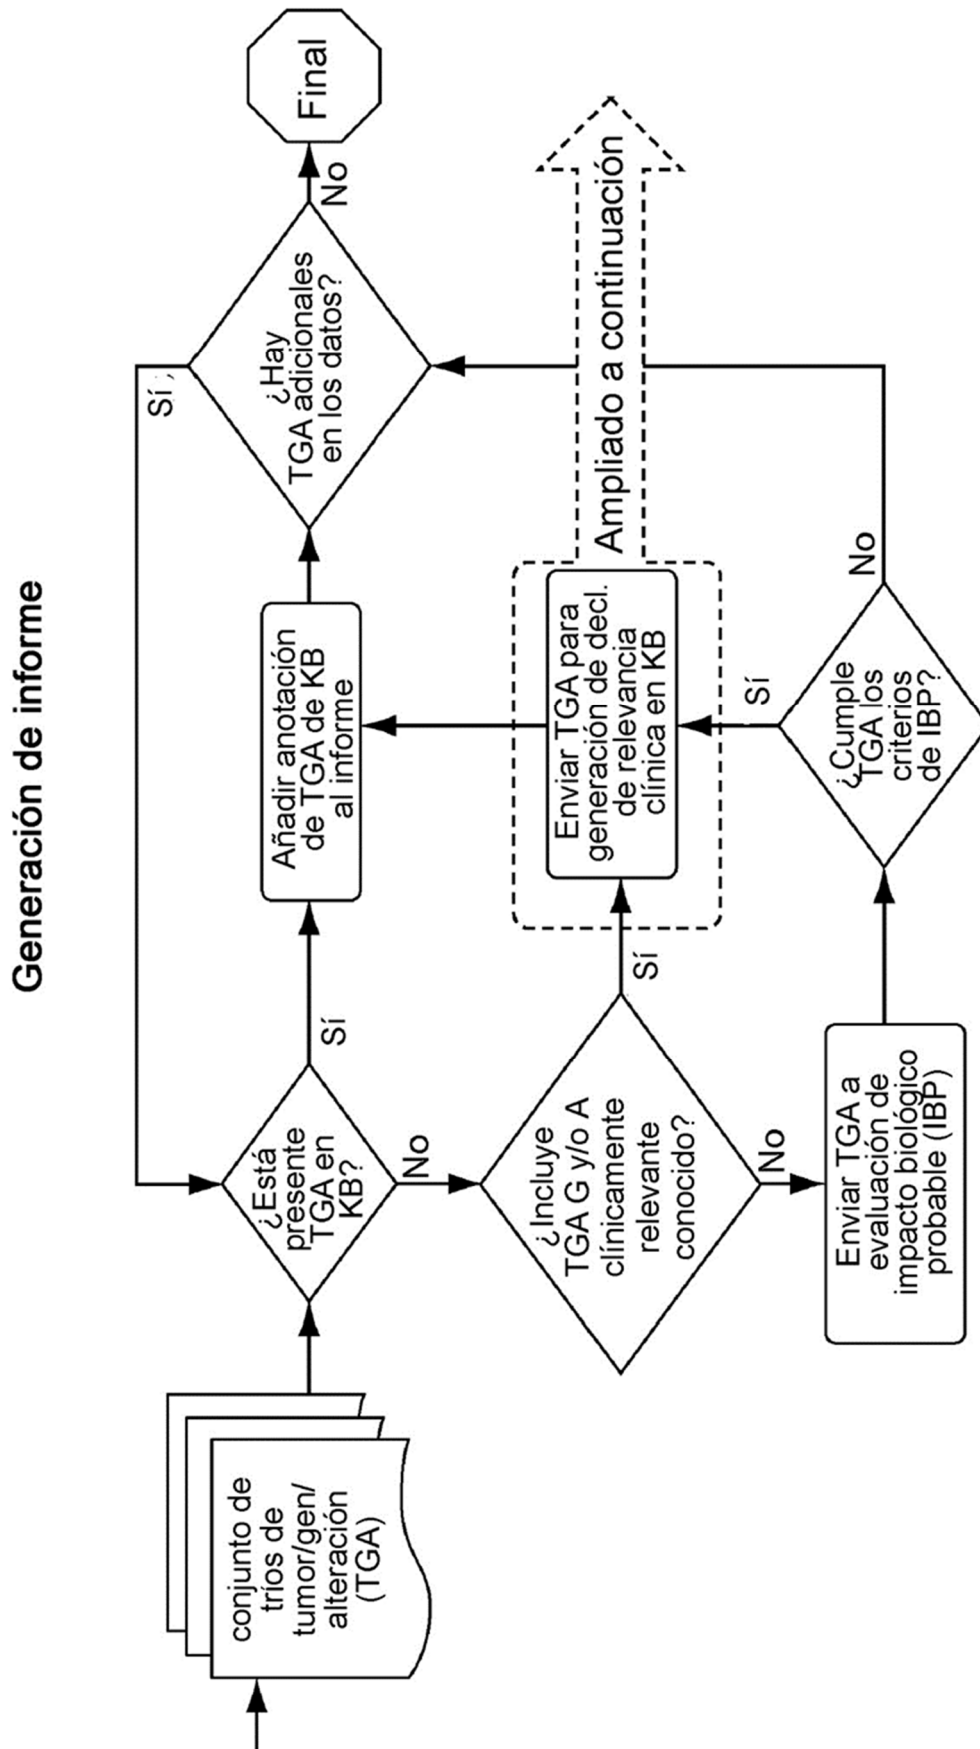 Generación de informe
conjunto de
tríos de
tumor/gen/
alteración
(TGA)
¿Está
presente
TGA en
KB?
Sí
No
Añadir anotación
de TGA de KB
al informe
¿Hay
TGA adicionales
en los datos?
Sí
No
Final
¿Incluye
TGA G y/o A
clínicamente
relevante
conocido?
Sí
No
Enviar TGA para
generación de decl.
de relevancia
clínica en KB
Ampliado a continuación
Enviar TGA a
evaluación de
impacto biológico
probable (IBP)
¿Cumple
TGA los
criterios
de IBP?
Sí
No